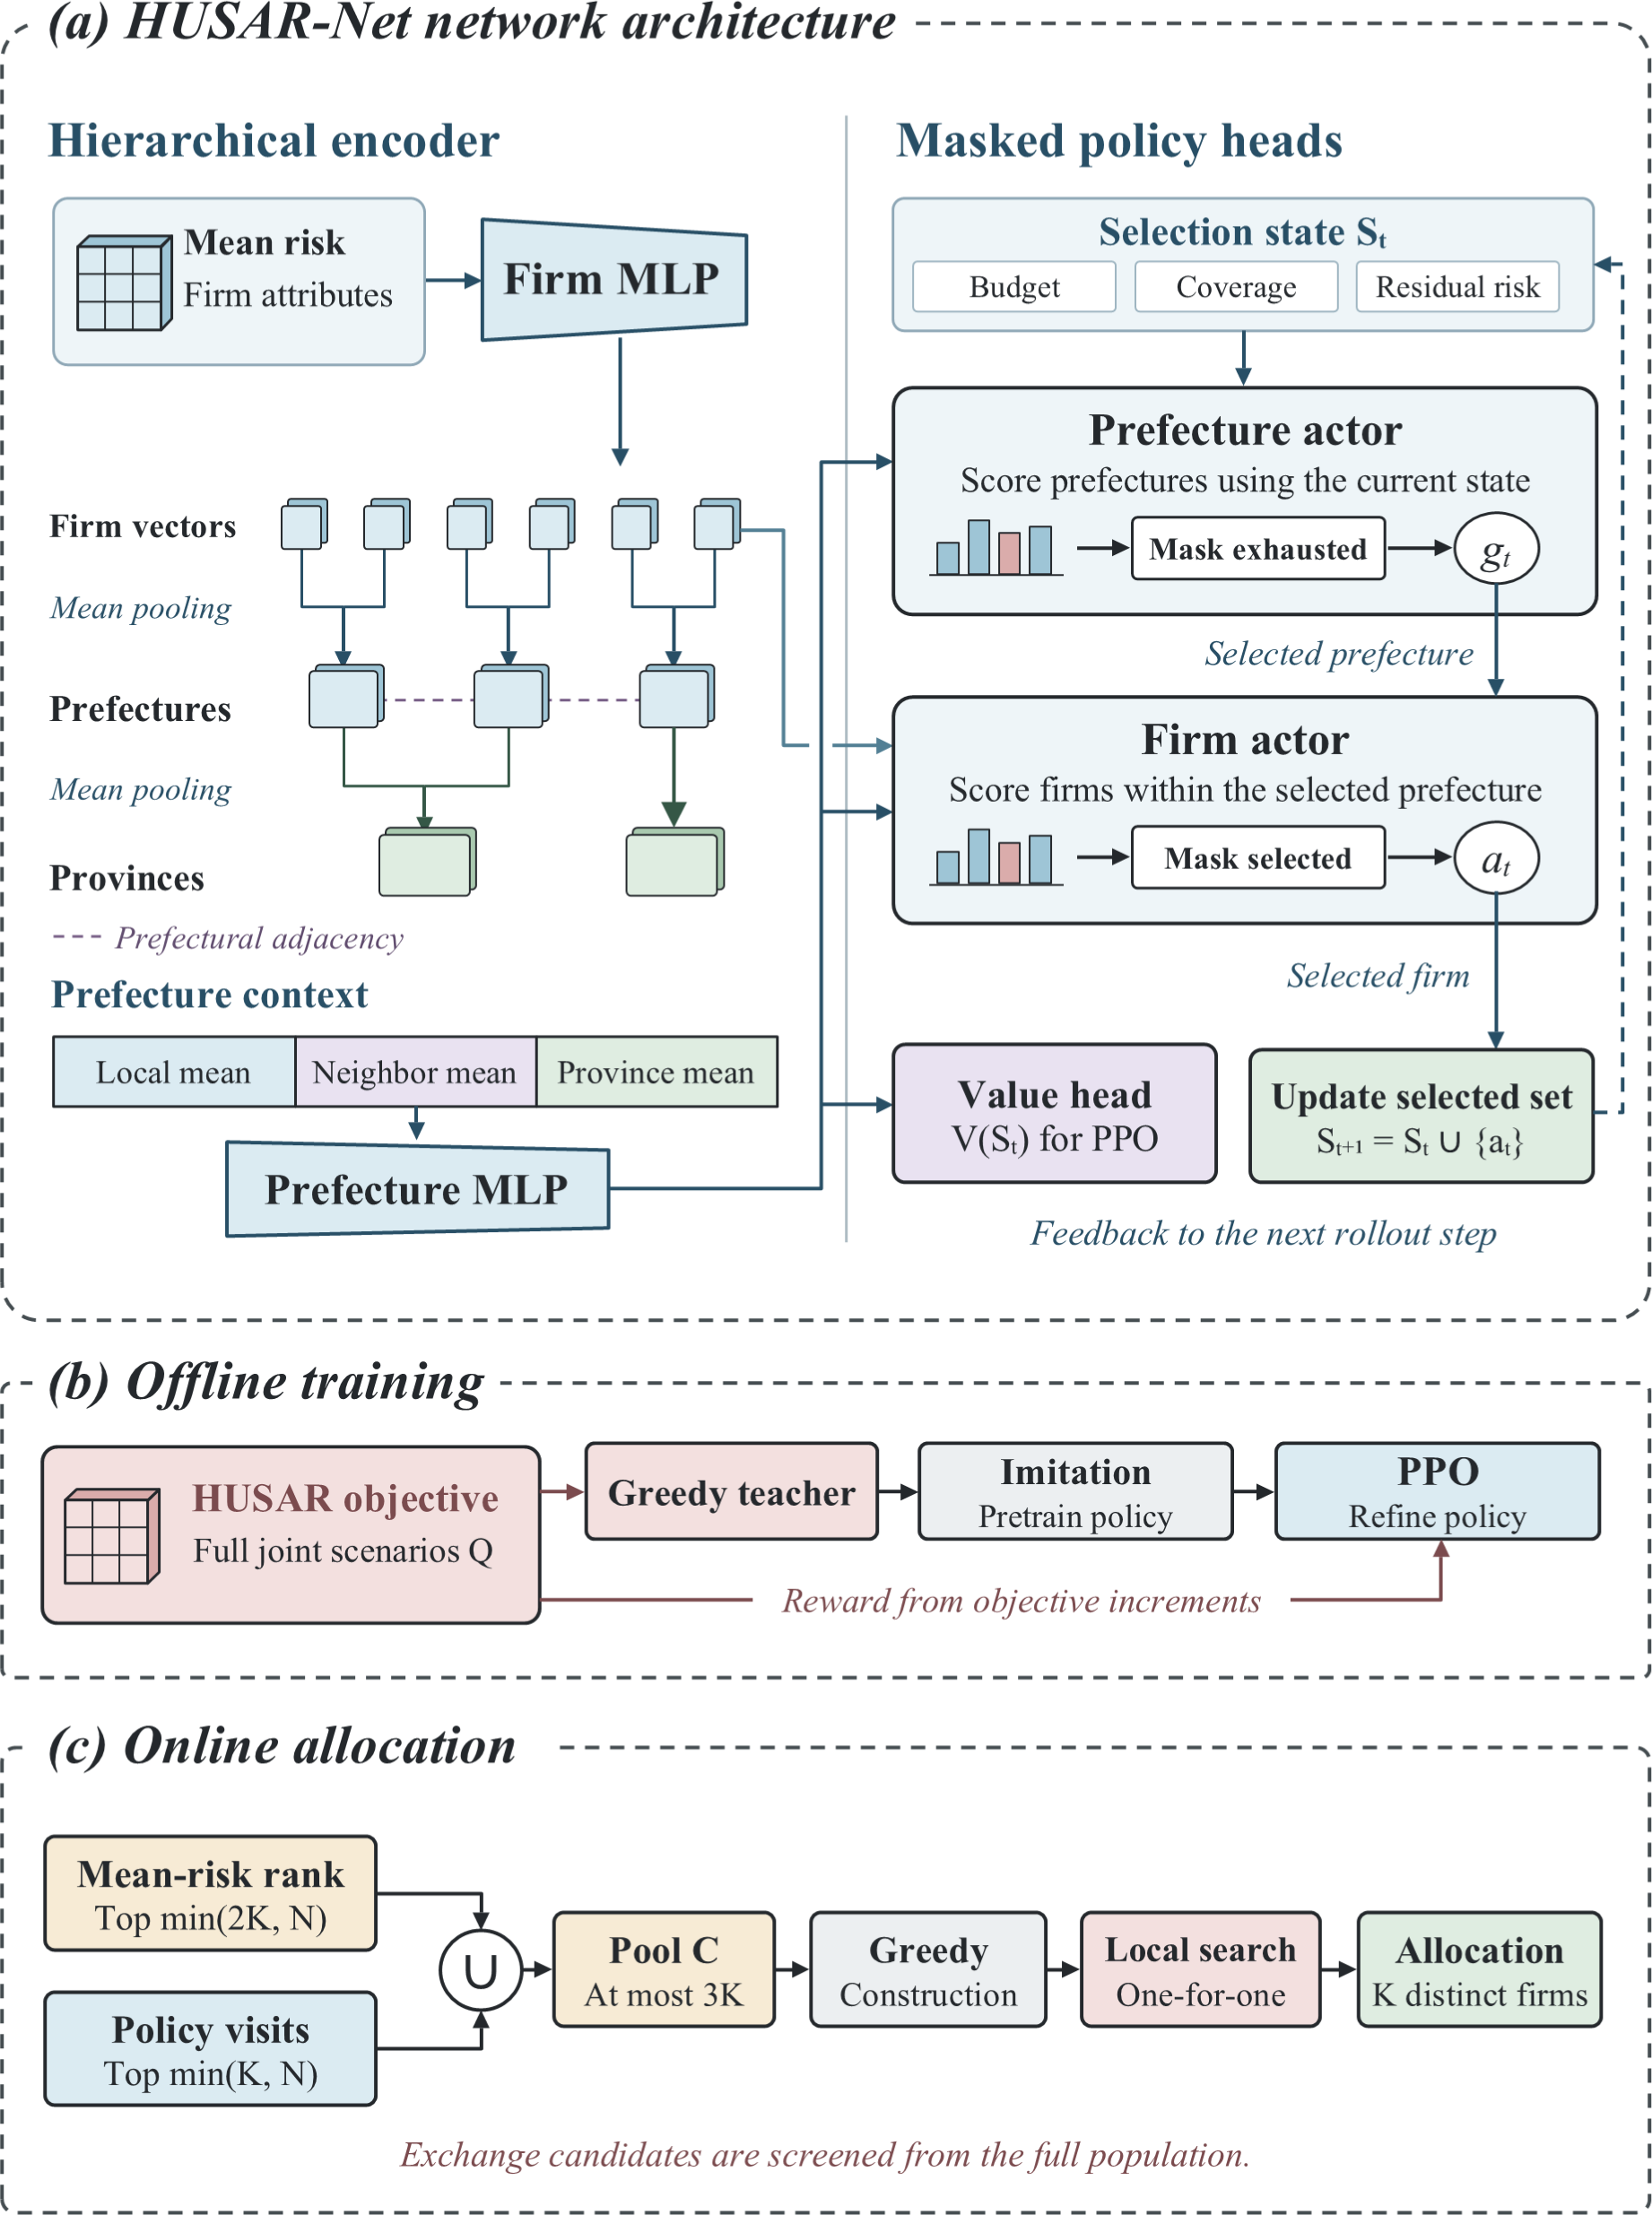 (a) HUSAR-Net network architecture
Hierarchical encoder
Mean risk
Firm attributes
Firm MLP
Firm vectors
Mean pooling
Prefectures
Mean pooling
Provinces
Prefectural adjacency
Prefecture context
Local mean
Neighbor mean
Province mean
Prefecture MLP
Masked policy heads
Selection state Sₜ
Budget
Coverage
Residual risk
Prefecture actor
Score prefectures using the current state
Mask exhausted
gₜ
Selected prefecture
Firm actor
Score firms within the selected prefecture
Mask selected
aₜ
Selected firm
Value head
V(Sₜ) for PPO
Update selected set
Sₜ₊₁ = Sₜ ∪ {aₜ}
Feedback to the next rollout step
(b) Offline training
HUSAR objective
Full joint scenarios Q
Greedy teacher
Imitation
Pretrain policy
PPO
Refine policy
Reward from objective increments
(c) Online allocation
Mean-risk rank
Top min(2K, N)
Policy visits
Top min(K, N)
∪
Pool C
At most 3K
Greedy
Construction
Local search
One-for-one
Allocation
K distinct firms
Exchange candidates are screened from the full population.